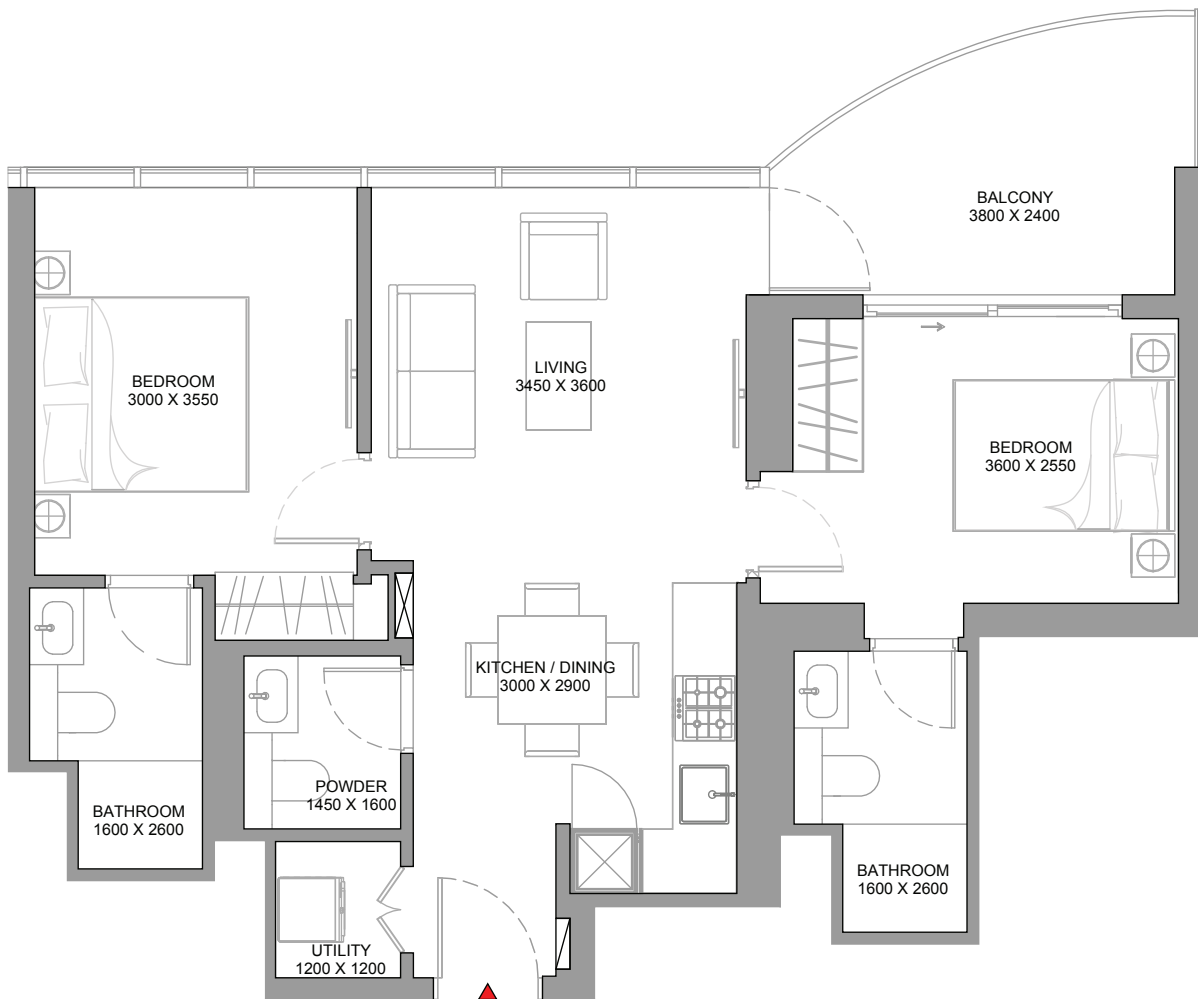 BALCONY
3800 X 2400
LIVING
3450 X 3600
BEDROOM
3000 X 3550
BEDROOM
3600 X 2550
KITCHEN / DINING
3000 X 2900
POWDER
1450 X 1600
BATHROOM
1600 X 2600
BATHROOM
1600 X 2600
UTILITY
1200 X 1200